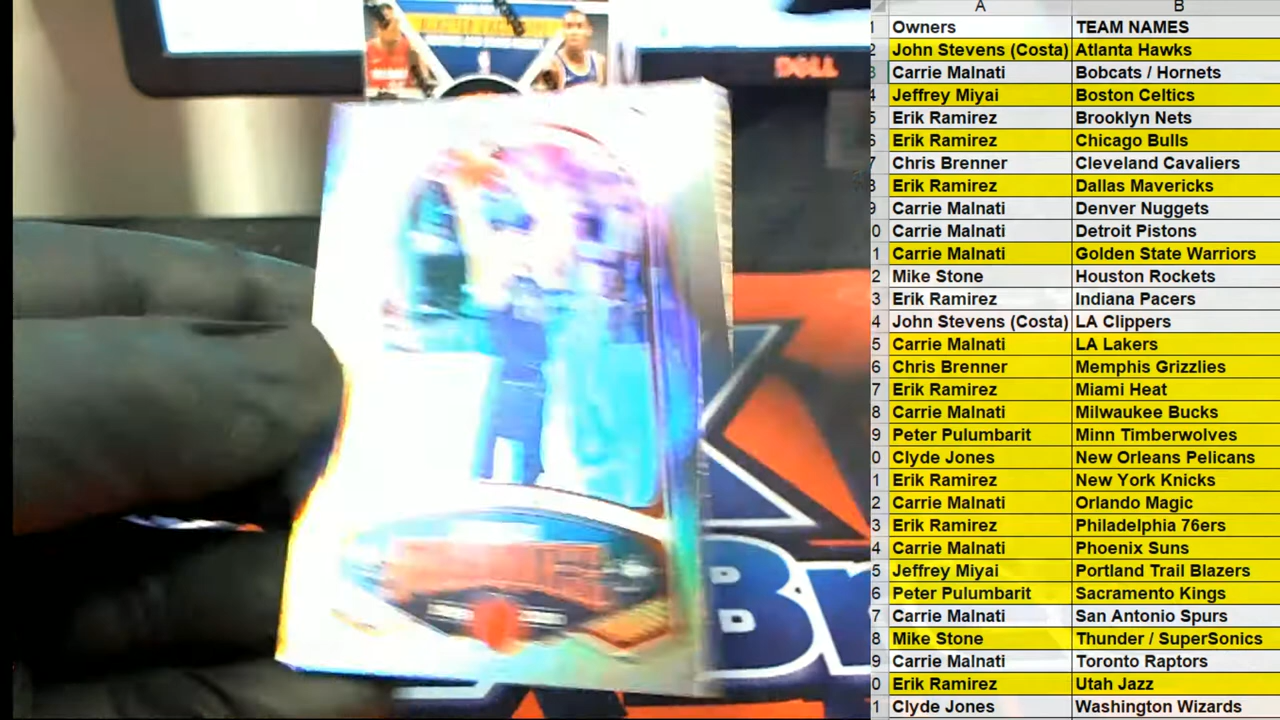 DELL
Br
A B
Owners TEAM NAMES
John Stevens (Costa) Atlanta Hawks
Carrie Malnati Bobcats / Hornets
Jeffrey Miyai Boston Celtics
Erik Ramirez Brooklyn Nets
Erik Ramirez Chicago Bulls
Chris Brenner Cleveland Cavaliers
Erik Ramirez Dallas Mavericks
Carrie Malnati Denver Nuggets
Carrie Malnati Detroit Pistons
Carrie Malnati Golden State Warriors
Mike Stone Houston Rockets
Erik Ramirez Indiana Pacers
John Stevens (Costa) LA Clippers
Carrie Malnati LA Lakers
Chris Brenner Memphis Grizzlies
Erik Ramirez Miami Heat
Carrie Malnati Milwaukee Bucks
Peter Pulumbarit Minn Timberwolves
Clyde Jones New Orleans Pelicans
Erik Ramirez New York Knicks
Carrie Malnati Orlando Magic
Erik Ramirez Philadelphia 76ers
Carrie Malnati Phoenix Suns
Jeffrey Miyai Portland Trail Blazers
Peter Pulumbarit Sacramento Kings
Carrie Malnati San Antonio Spurs
Mike Stone Thunder / SuperSonics
Carrie Malnati Toronto Raptors
Erik Ramirez Utah Jazz
Clyde Jones Washington Wizards